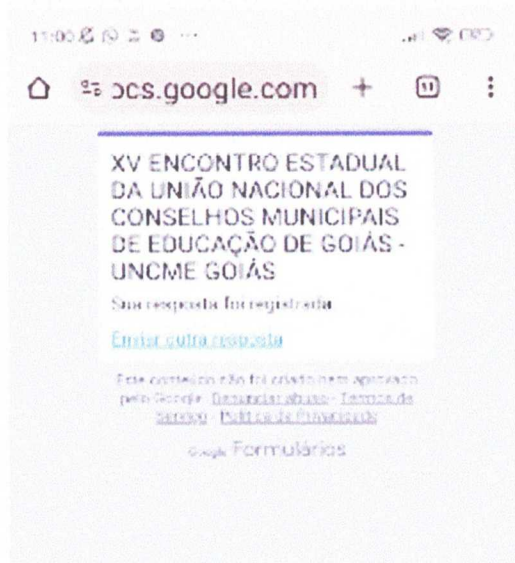 11:00
ocs.google.com
XV ENCONTRO ESTADUAL
DA UNIÃO NACIONAL DOS
CONSELHOS MUNICIPAIS
DE EDUCAÇÃO DE GOIÁS -
UNCME GOIÁS
Sua resposta foi registrada
Enviar outra resposta
Este conteúdo não foi criado nem aprovado
pelo Google. Denunciar abuso - Termos de
Serviço - Política de Privacidade
Google Formulários